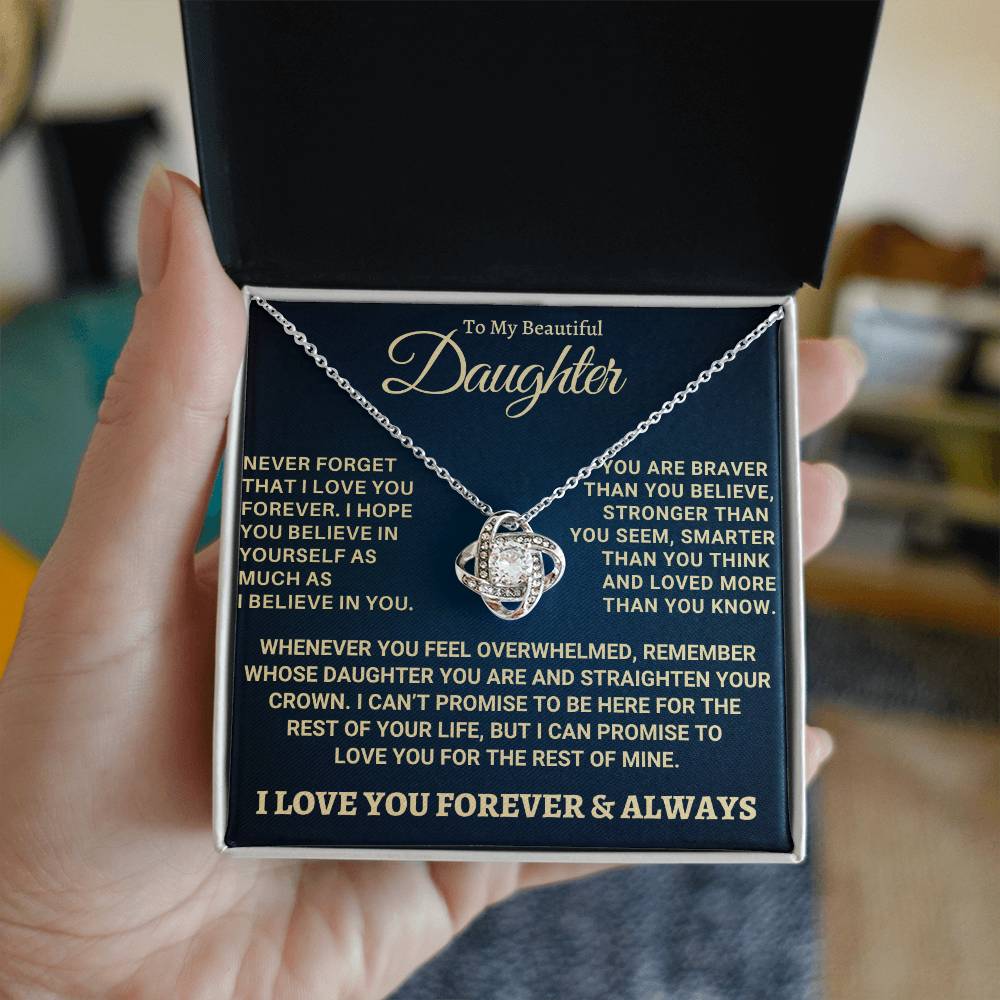 To My Beautiful
Daughter
NEVER FORGET
THAT I LOVE YOU
FOREVER. I HOPE
YOU BELIEVE IN
YOURSELF AS
MUCH AS
I BELIEVE IN YOU.
YOU ARE BRAVER
THAN YOU BELIEVE,
STRONGER THAN
YOU SEEM, SMARTER
THAN YOU THINK
AND LOVED MORE
THAN YOU KNOW.
WHENEVER YOU FEEL OVERWHELMED, REMEMBER
WHOSE DAUGHTER YOU ARE AND STRAIGHTEN YOUR
CROWN. I CAN’T PROMISE TO BE HERE FOR THE
REST OF YOUR LIFE, BUT I CAN PROMISE TO
LOVE YOU FOR THE REST OF MINE.
I LOVE YOU FOREVER & ALWAYS